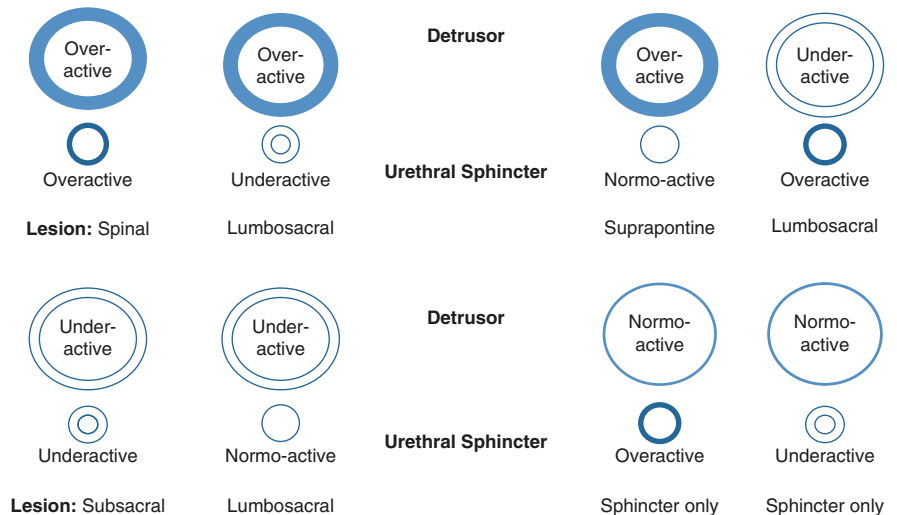 Over-
active
Over-
active
Detrusor
Over-
active
Under-
active
Overactive
Underactive
Urethral Sphincter
Normo-active
Overactive
Lesion: Spinal
Lumbosacral
Suprapontine
Lumbosacral
Under-
active
Under-
active
Detrusor
Normo-
active
Normo-
active
Underactive
Normo-active
Urethral Sphincter
Overactive
Underactive
Lesion: Subsacral
Lumbosacral
Sphincter only
Sphincter only